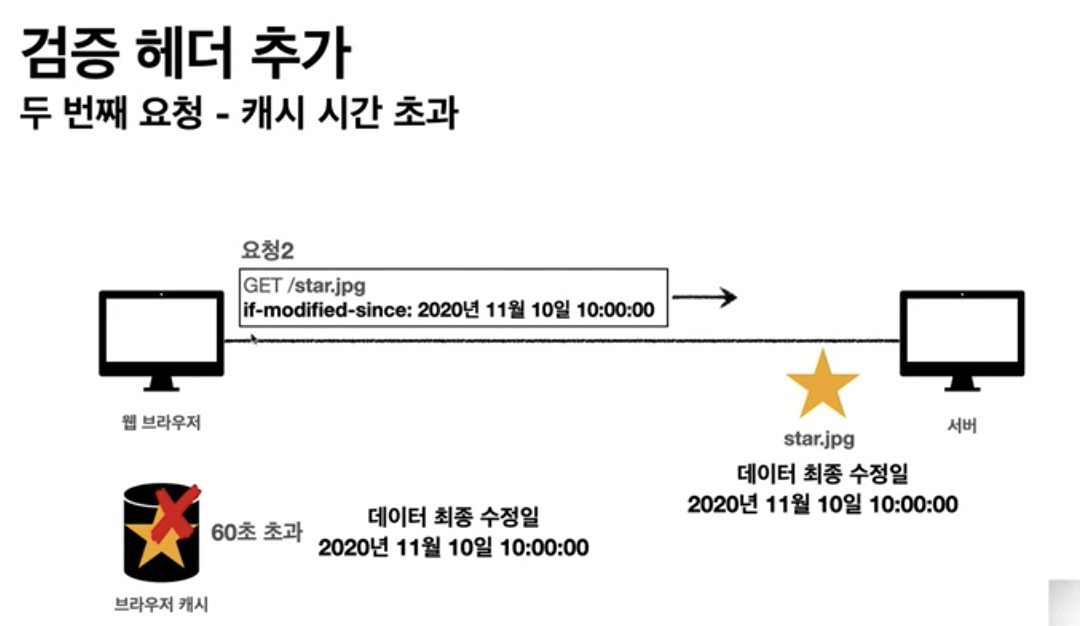 검증 헤더 추가
두 번째 요청 - 캐시 시간 초과
요청2
GET /star.jpg
if-modified-since: 2020년 11월 10일 10:00:00
웹 브라우저
서버
star.jpg
데이터 최종 수정일
2020년 11월 10일 10:00:00
60초 초과
데이터 최종 수정일
2020년 11월 10일 10:00:00
브라우저 캐시